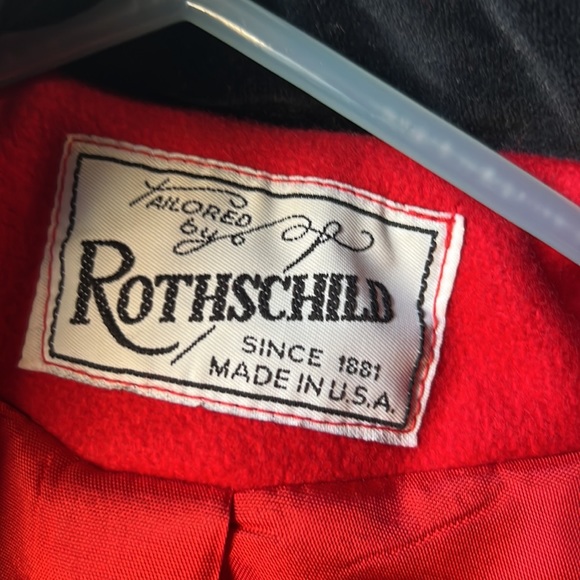 TAILORED
by
ROTHSCHILD
SINCE 1881
MADE IN U.S.A.